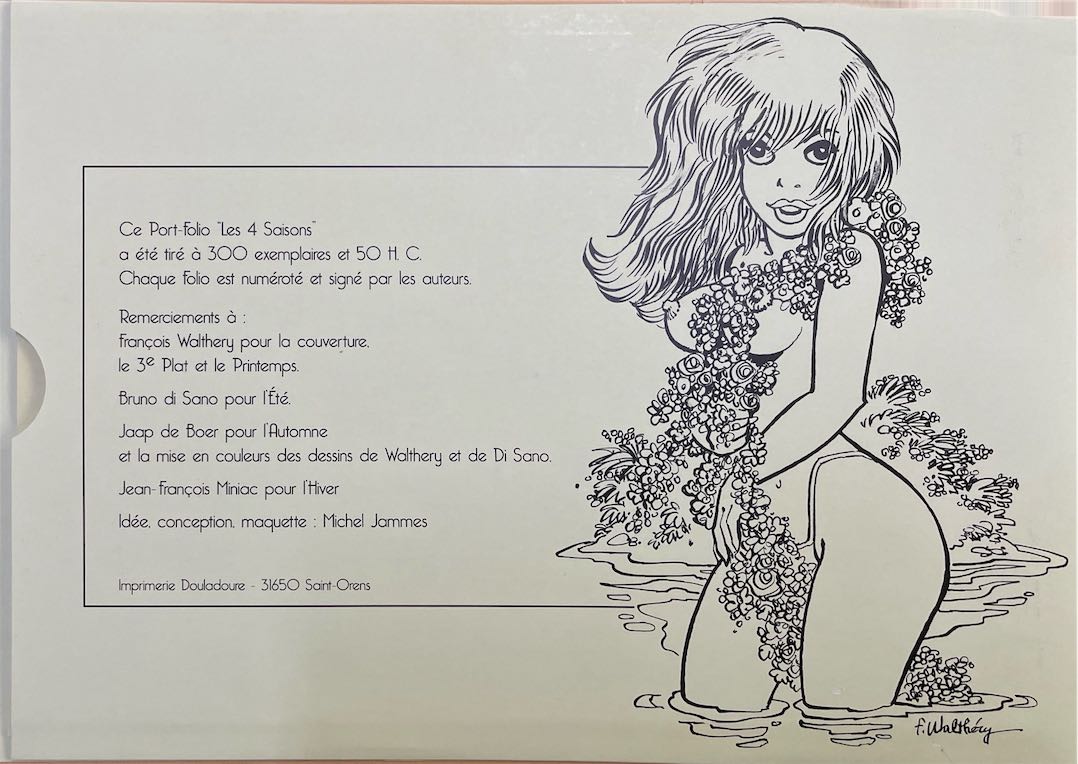 Ce Port-Folio "Les 4 Saisons"
a été tiré à 300 exemplaires et 50 H. C.
Chaque Folio est numéroté et signé par les auteurs.
Remerciements à :
François Walthery pour la couverture,
le 3e Plat et le Printemps.
Bruno di Sano pour l'Été.
Jaap de Boer pour l'Automne
et la mise en couleurs des dessins de Walthery et de Di Sano.
Jean-François Miniac pour l'Hiver
Idée, conception, maquette : Michel Jammes
Imprimerie Douladoure - 31650 Saint-Orens
F. Walthéry